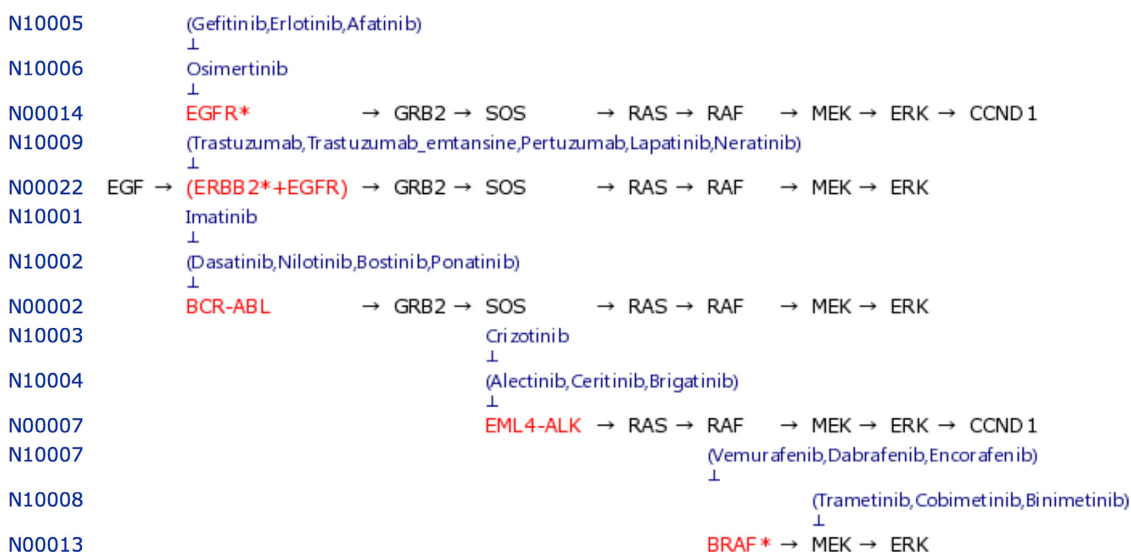 N10005 (Gefitinib,Erlotinib,Afatinib)
⊥
N10006 Osimertinib
⊥
N00014 EGFR* → GRB2 → SOS → RAS → RAF → MEK → ERK → CCND1
N10009 (Trastuzumab,Trastuzumab_emtansine,Pertuzumab,Lapatinib,Neratinib)
⊥
N00022 EGF → (ERBB2*+EGFR) → GRB2 → SOS → RAS → RAF → MEK → ERK
N10001 Imatinib
⊥
N10002 (Dasatinib,Nilotinib,Bostinib,Ponatinib)
⊥
N00002 BCR-ABL → GRB2 → SOS → RAS → RAF → MEK → ERK
N10003 Crizotinib
⊥
N10004 (Alectinib,Ceritinib,Brigatinib)
⊥
N00007 EML4-ALK → RAS → RAF → MEK → ERK → CCND1
N10007 (Vemurafenib,Dabrafenib,Encorafenib)
⊥
N10008 (Trametinib,Cobimetinib,Binimetinib)
⊥
N00013 BRAF* → MEK → ERK